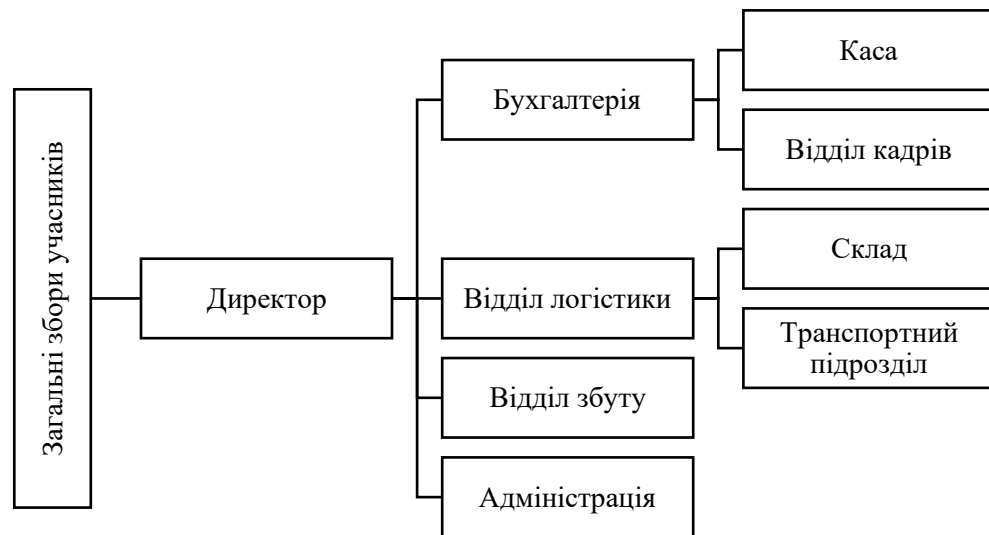 Загальні збори учасників
Директор
Бухгалтерія
Каса
Відділ кадрів
Відділ логістики
Склад
Транспортний
підрозділ
Відділ збуту
Адміністрація